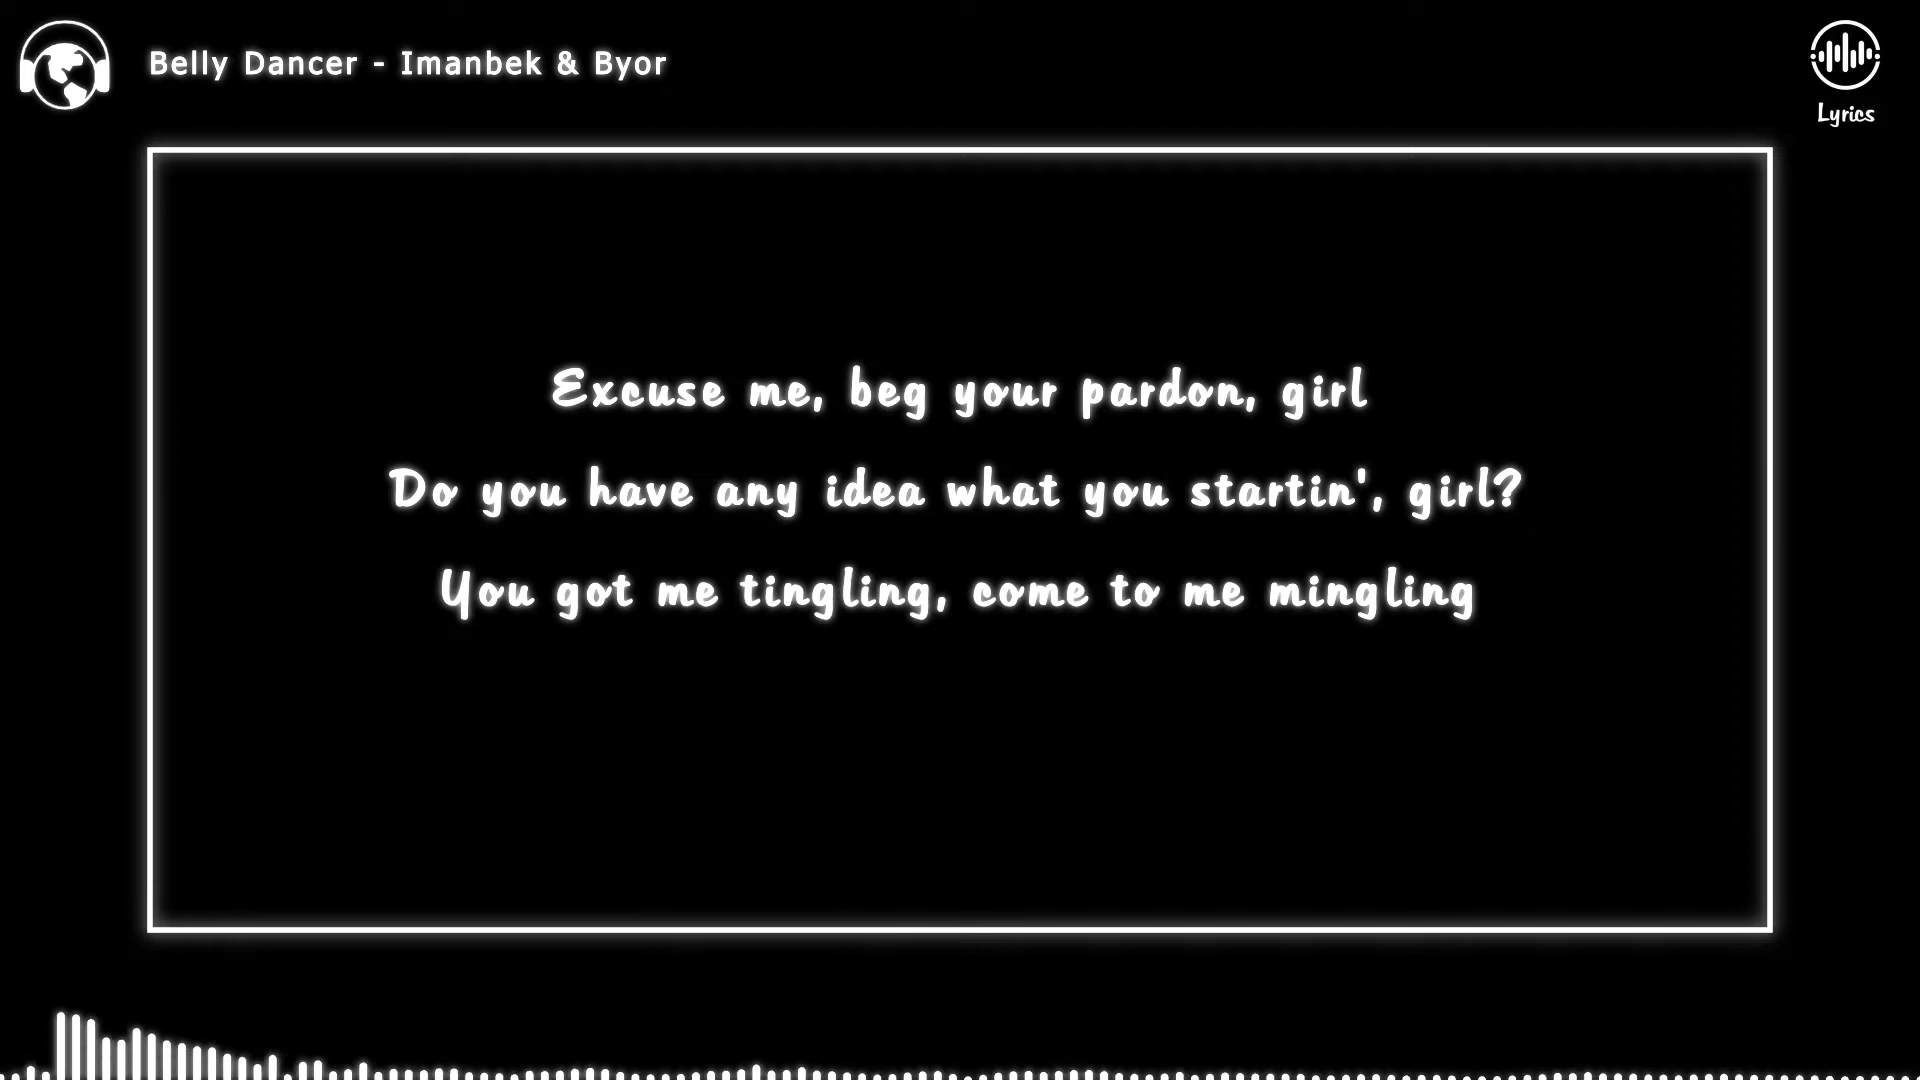 Belly Dancer - Imanbek & Byor
Lyrics
Excuse me, beg your pardon, girl
Do you have any idea what you startin', girl?
You got me tingling, come to me mingling